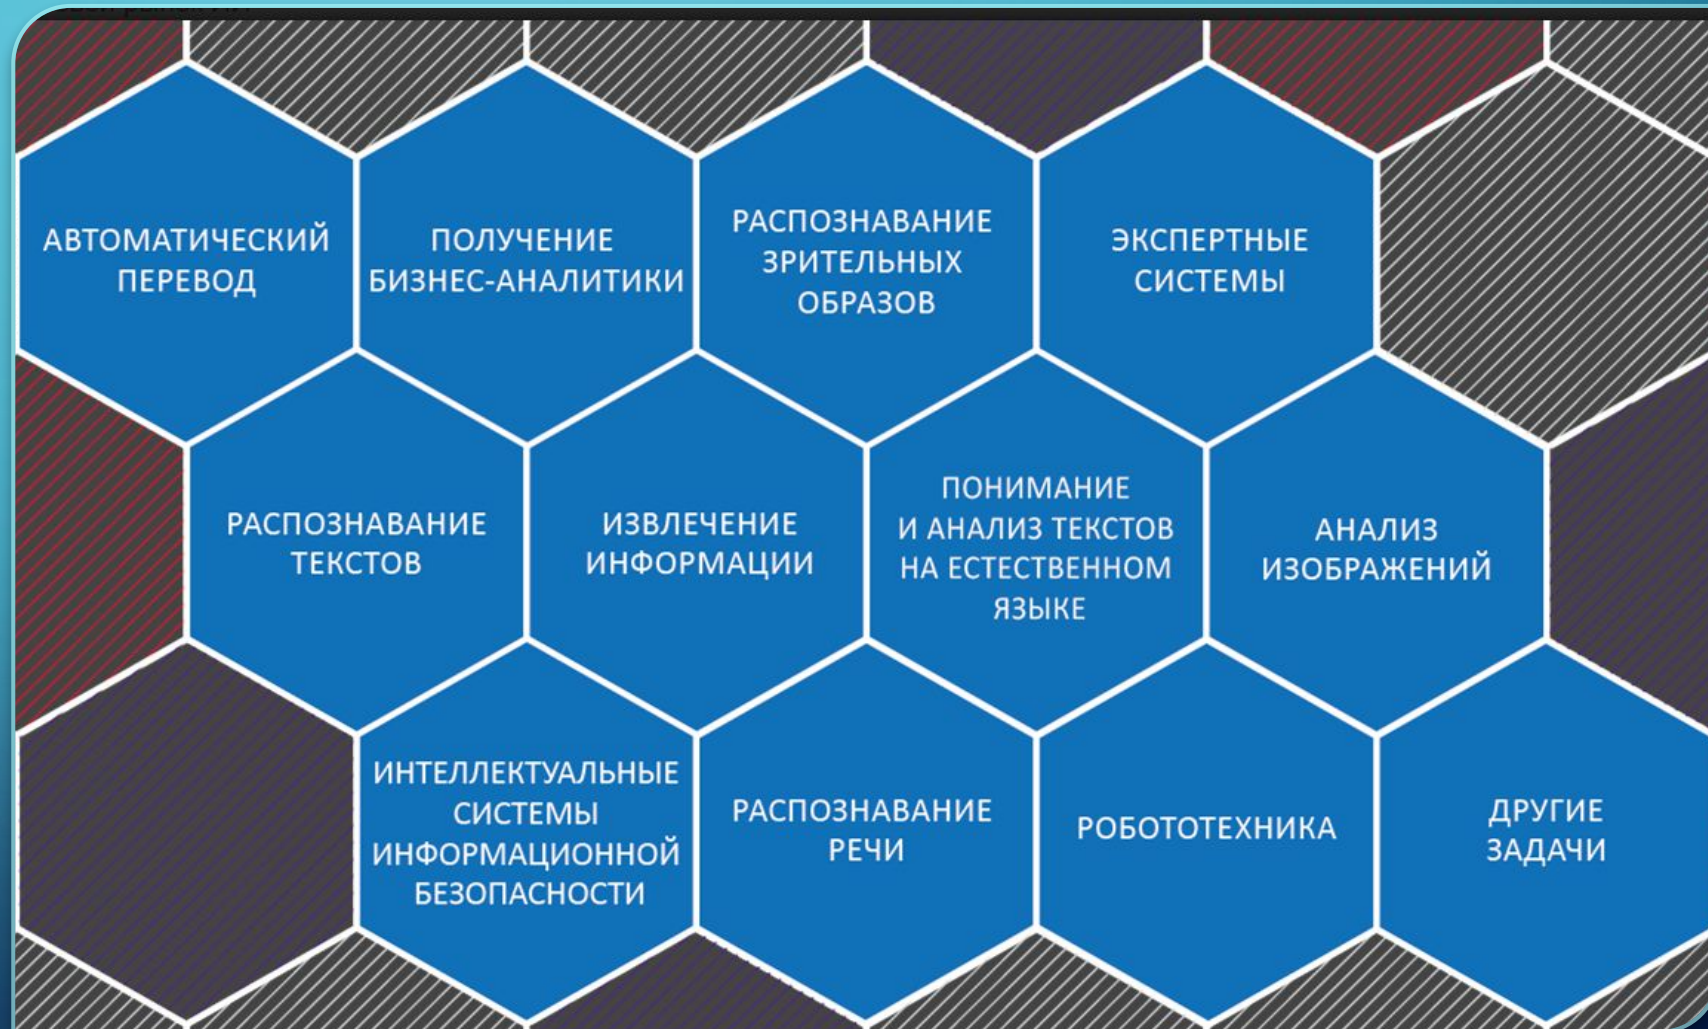 АВТОМАТИЧЕСКИЙ
ПЕРЕВОД
ПОЛУЧЕНИЕ
БИЗНЕС-АНАЛИТИКИ
РАСПОЗНАВАНИЕ
ЗРИТЕЛЬНЫХ
ОБРАЗОВ
ЭКСПЕРТНЫЕ
СИСТЕМЫ
РАСПОЗНАВАНИЕ
ТЕКСТОВ
ИЗВЛЕЧЕНИЕ
ИНФОРМАЦИИ
ПОНИМАНИЕ
И АНАЛИЗ ТЕКСТОВ
НА ЕСТЕСТВЕННОМ
ЯЗЫКЕ
АНАЛИЗ
ИЗОБРАЖЕНИЙ
ИНТЕЛЛЕКТУАЛЬНЫЕ
СИСТЕМЫ
ИНФОРМАЦИОННОЙ
БЕЗОПАСНОСТИ
РАСПОЗНАВАНИЕ
РЕЧИ
РОБОТОТЕХНИКА
ДРУГИЕ
ЗАДАЧИ